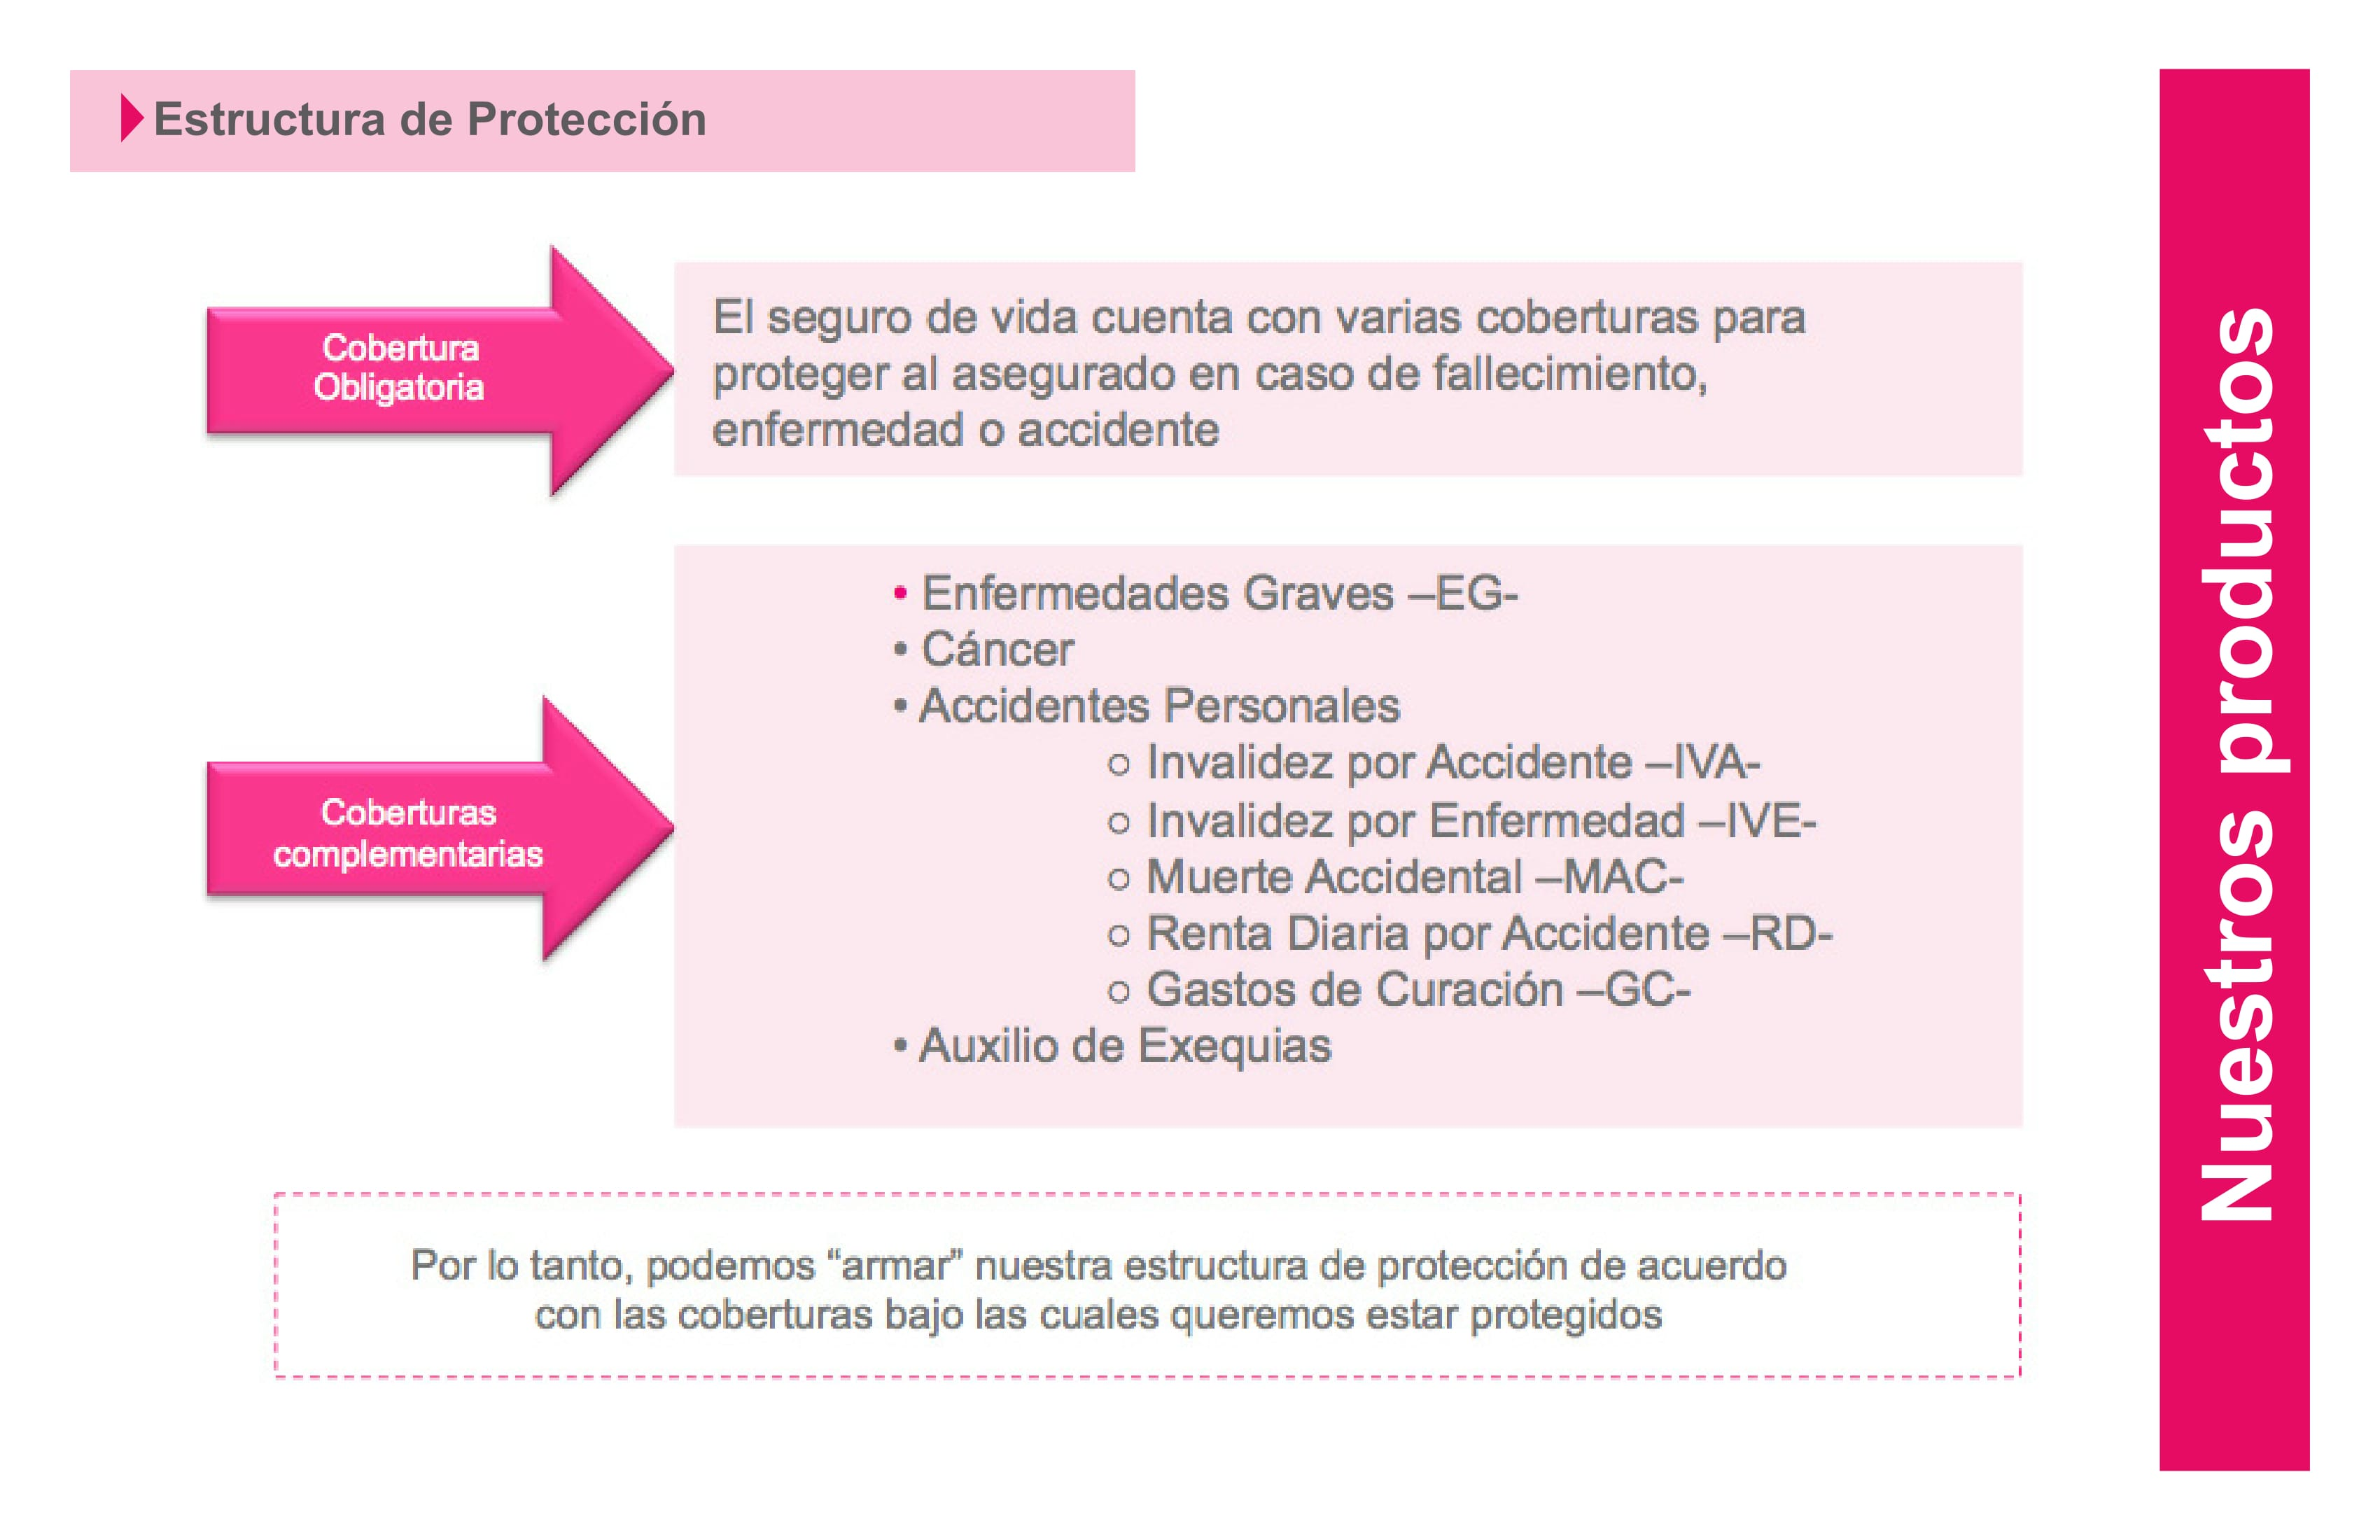 Estructura de Protección
Cobertura
Obligatoria
El seguro de vida cuenta con varias coberturas para
proteger al asegurado en caso de fallecimiento,
enfermedad o accidente
Coberturas
complementarias
• Enfermedades Graves –EG-
• Cáncer
• Accidentes Personales
○ Invalidez por Accidente –IVA-
○ Invalidez por Enfermedad –IVE-
○ Muerte Accidental –MAC-
○ Renta Diaria por Accidente –RD-
○ Gastos de Curación –GC-
• Auxilio de Exequias
Por lo tanto, podemos “armar” nuestra estructura de protección de acuerdo
con las coberturas bajo las cuales queremos estar protegidos
Nuestros productos